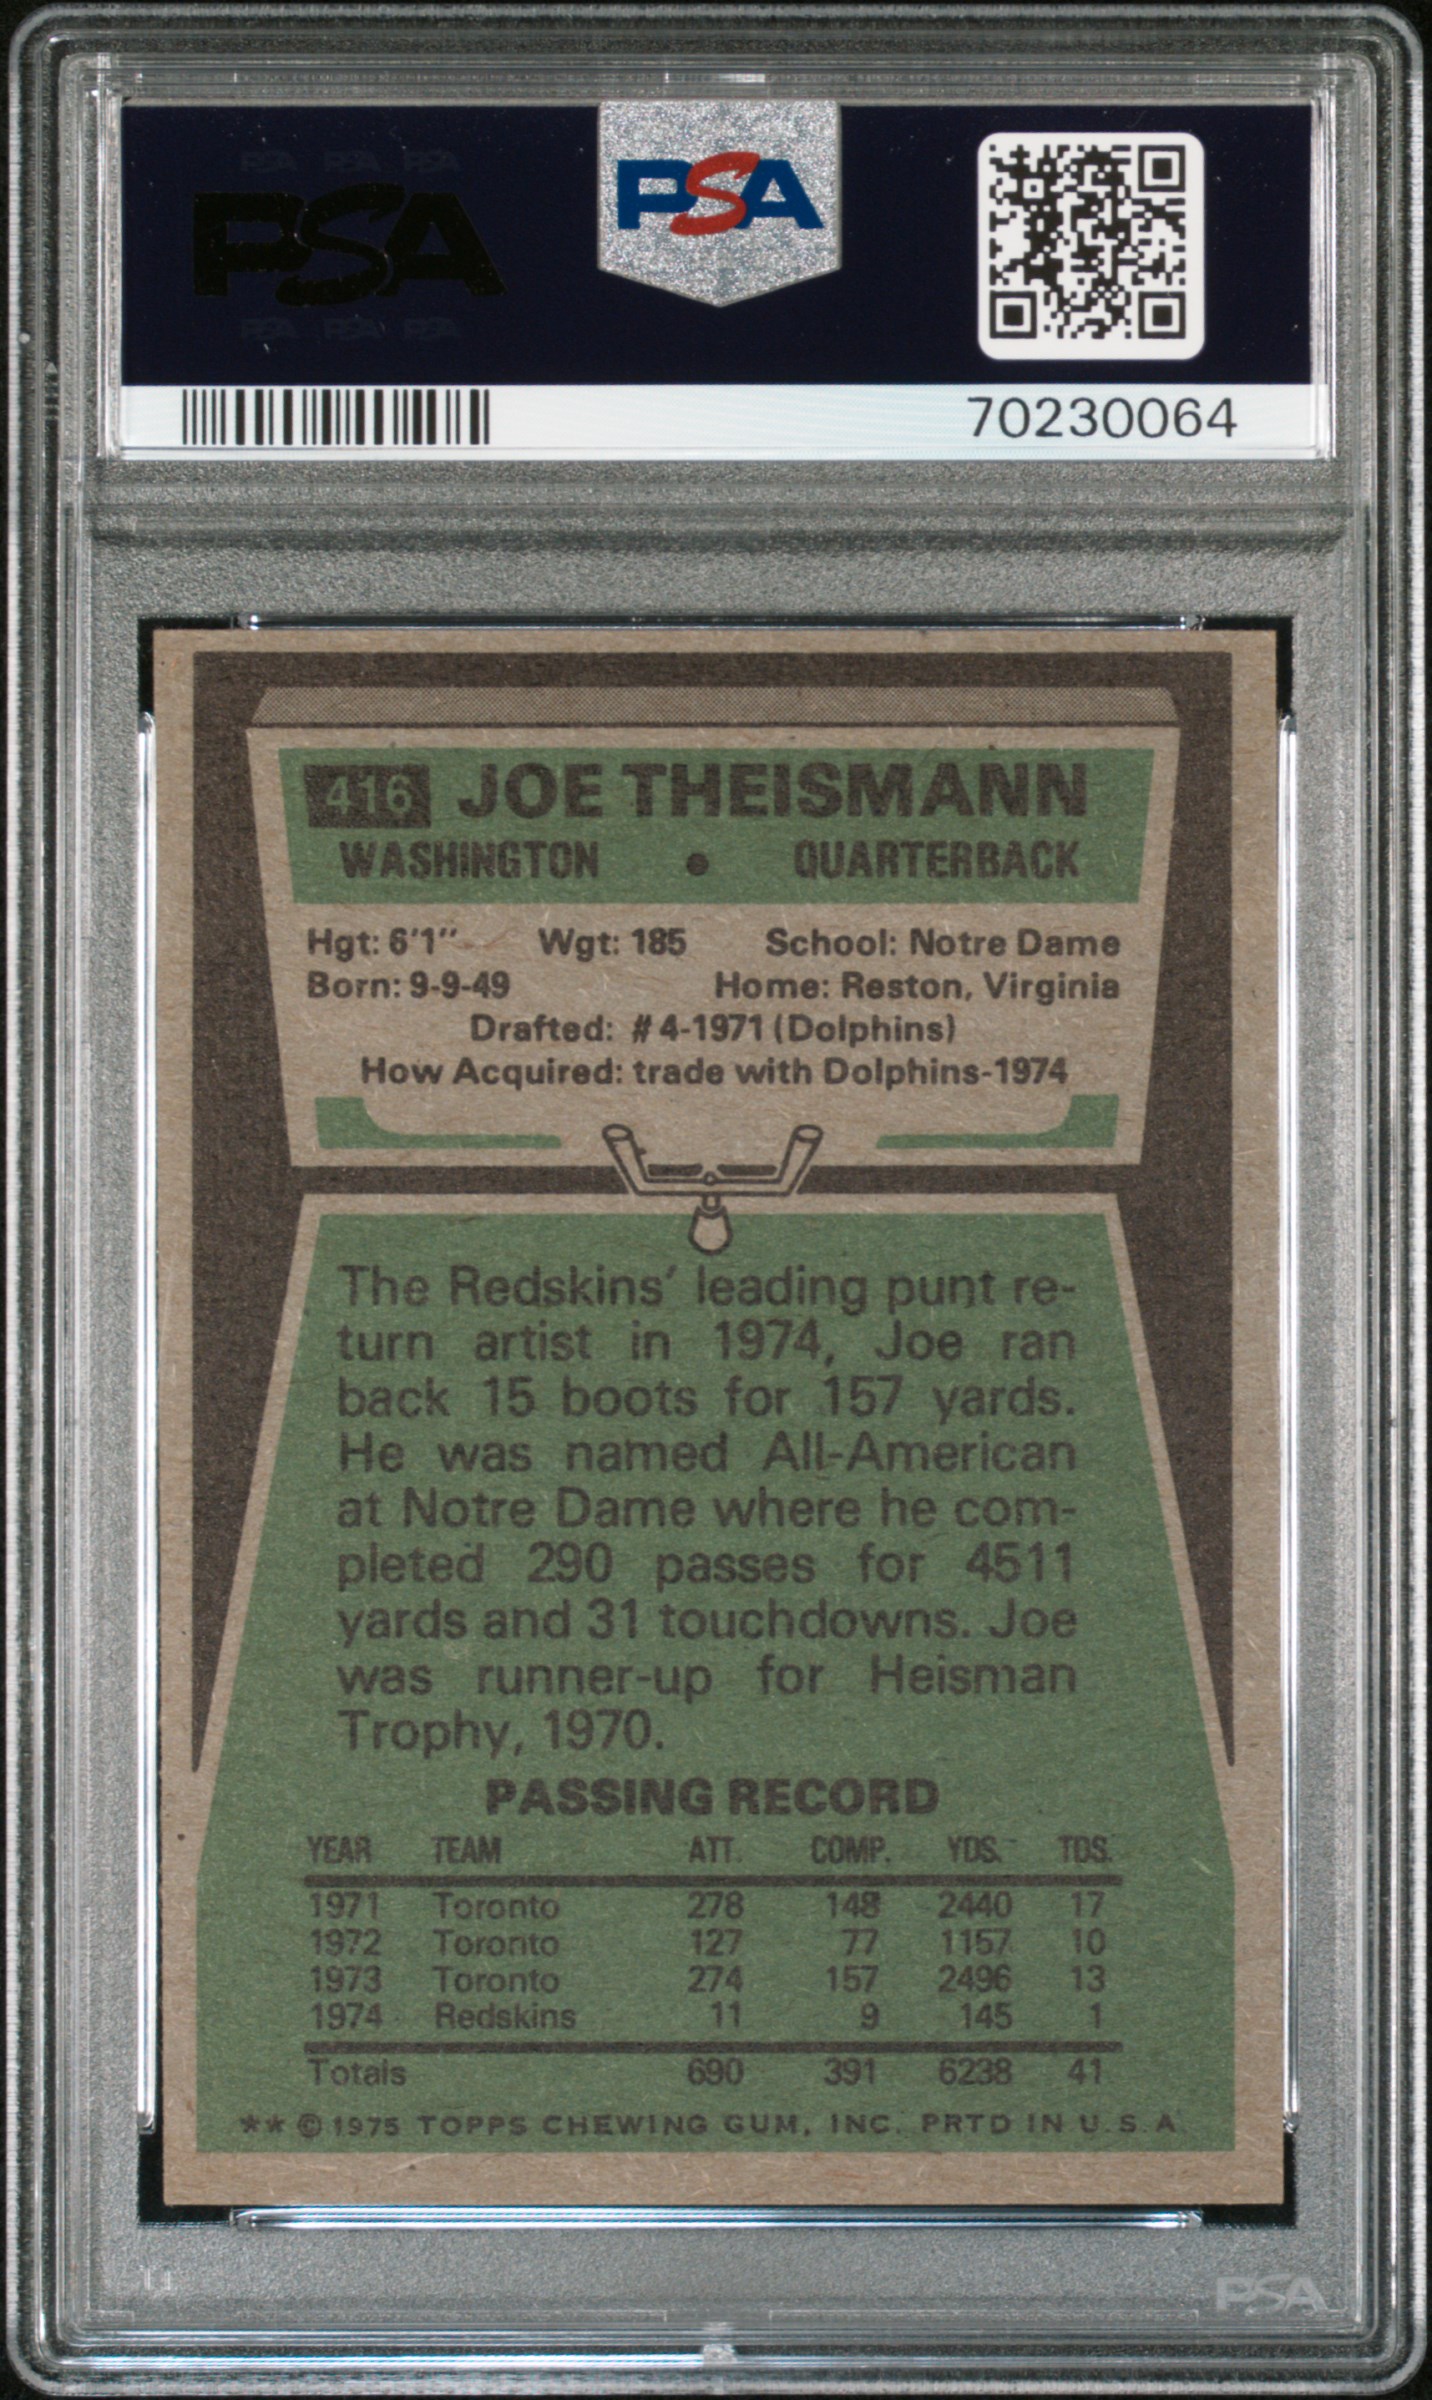 PSA PSA PSA
PSA
PSA PSA PSA
PSA
70230064
416 JOE THEISMANN
WASHINGTON • QUARTERBACK
Hgt: 6'1" Wgt: 185 School: Notre Dame
Born: 9-9-49 Home: Reston, Virginia
Drafted: #4-1971 (Dolphins)
How Acquired: trade with Dolphins-1974
The Redskins' leading punt re-
turn artist in 1974, Joe ran
back 15 boots for 157 yards.
He was named All-American
at Notre Dame where he com-
pleted 290 passes for 4511
yards and 31 touchdowns. Joe
was runner-up for Heisman
Trophy, 1970.
PASSING RECORD
YEAR TEAM ATT. COMP. YDS. TDS.
1971 Toronto 278 148 2440 17
1972 Toronto 127 77 1157 10
1973 Toronto 274 157 2496 13
1974 Redskins 11 9 145 1
Totals 690 391 6238 41
** © 1975 TOPPS CHEWING GUM, INC. PRTD IN U.S.A.
PSA